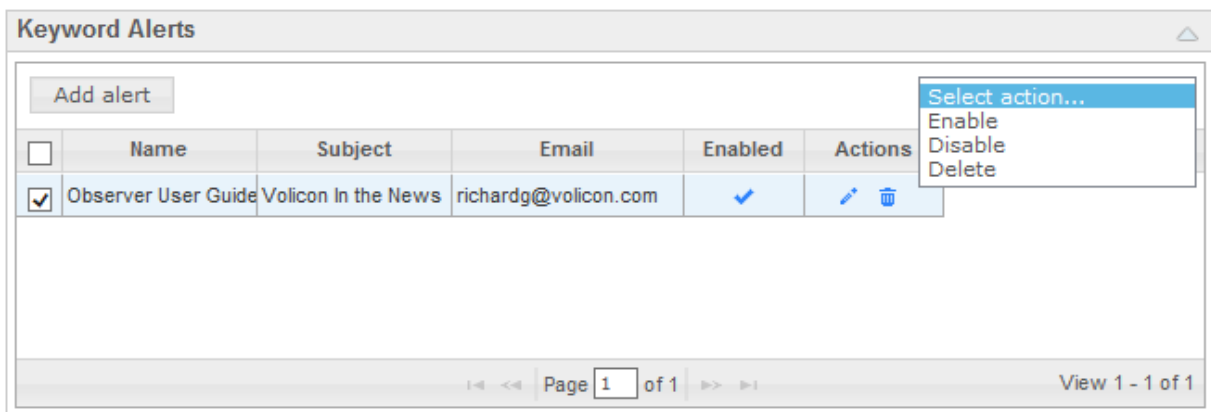 Keyword Alerts
Add alert
Select action...
Enable
Disable
Delete
Name Subject Email Enabled Actions
Observer User Guide Volicon In the News richardg@volicon.com
Page 1 of 1 View 1 - 1 of 1